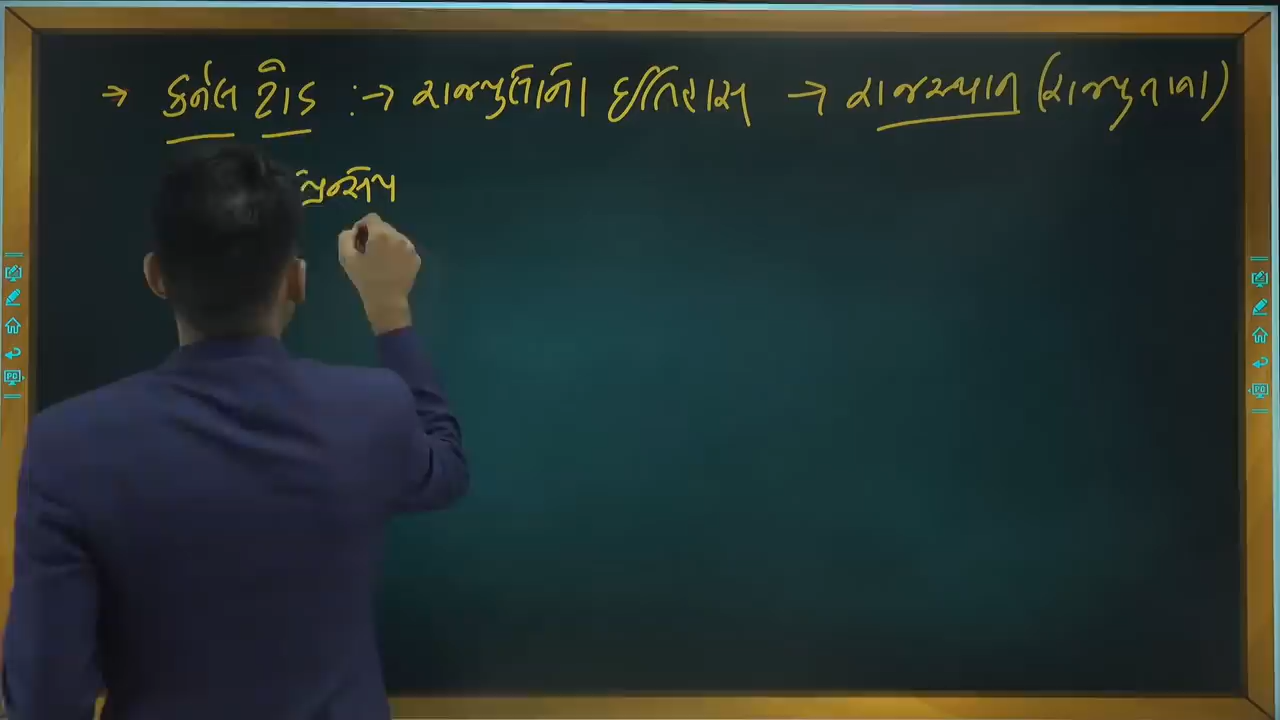 → કર્નલ ટોડ :→ રાજપુતોનો ઈતિહાસ → રાજસ્થાન (રાજપુતાના)
પ્રિન્સેપ